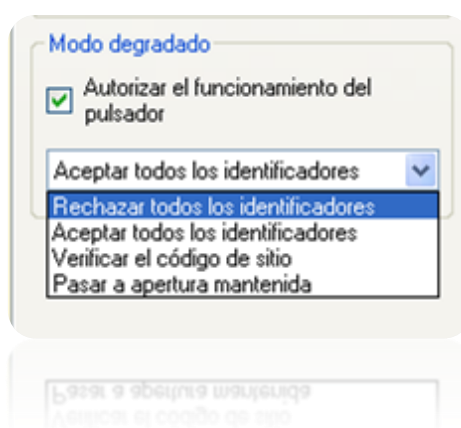 Modo degradado
Autorizar el funcionamiento del
pulsador
Aceptar todos los identificadores
Rechazar todos los identificadores
Aceptar todos los identificadores
Verificar el código de sitio
Pasar a apertura mantenida